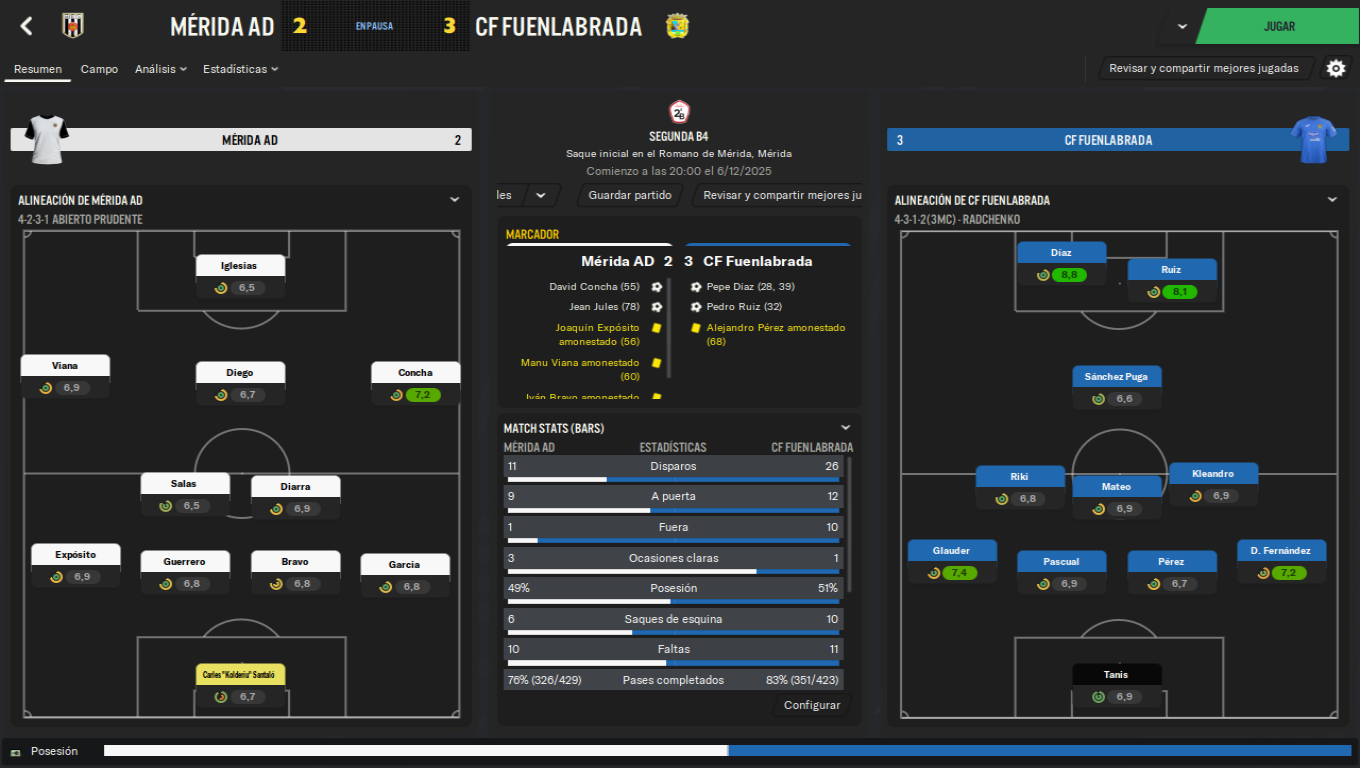 MÉRIDA AD 2 EN PAUSA 3 CF FUENLABRADA
JUGAR
Resumen Campo Análisis Estadísticas
Revisar y compartir mejores jugadas
MÉRIDA AD 2
ALINEACIÓN DE MÉRIDA AD
4-2-3-1 ABIERTO PRUDENTE
Iglesias
6,5
Viana
6,9
Diego
6,7
Concha
7,2
Salas
6,5
Diarra
6,9
Expósito
6,9
Guerrero
6,8
Bravo
6,8
Garcia
6,8
Carles "Kolderiu" Santaló
6,7
2ªB
SEGUNDA B4
Saque inicial en el Romano de Mérida, Mérida
Comienzo a las 20:00 el 6/12/2025
les Guardar partido Revisar y compartir mejores ju
MARCADOR
Mérida AD 2 3 CF Fuenlabrada
David Concha (55)
Jean Jules (78)
Joaquín Expósito
amonestado (56)
Manu Viana amonestado
(60)
Iván Bravo amonestado
Pepe Diaz (28, 39)
Pedro Ruiz (32)
Alejandro Pérez amonestado
(68)
MATCH STATS (BARS)
MÉRIDA AD ESTADÍSTICAS CF FUENLABRADA
11 Disparos 26
9 A puerta 12
1 Fuera 10
3 Ocasiones claras 1
49% Posesión 51%
6 Saques de esquina 10
10 Faltas 11
76% (326/429) Pases completados 83% (351/423)
Configurar
3 CF FUENLABRADA
ALINEACIÓN DE CF FUENLABRADA
4-3-1-2(3MC) - RADCHENKO
Díaz
8,8
Ruiz
8,1
Sánchez Puga
6,6
Riki
6,8
Mateo
6,9
Kleandro
6,9
Glauder
7,4
Pascual
6,9
Pérez
6,7
D. Fernández
7,2
Tanis
6,9
Posesión